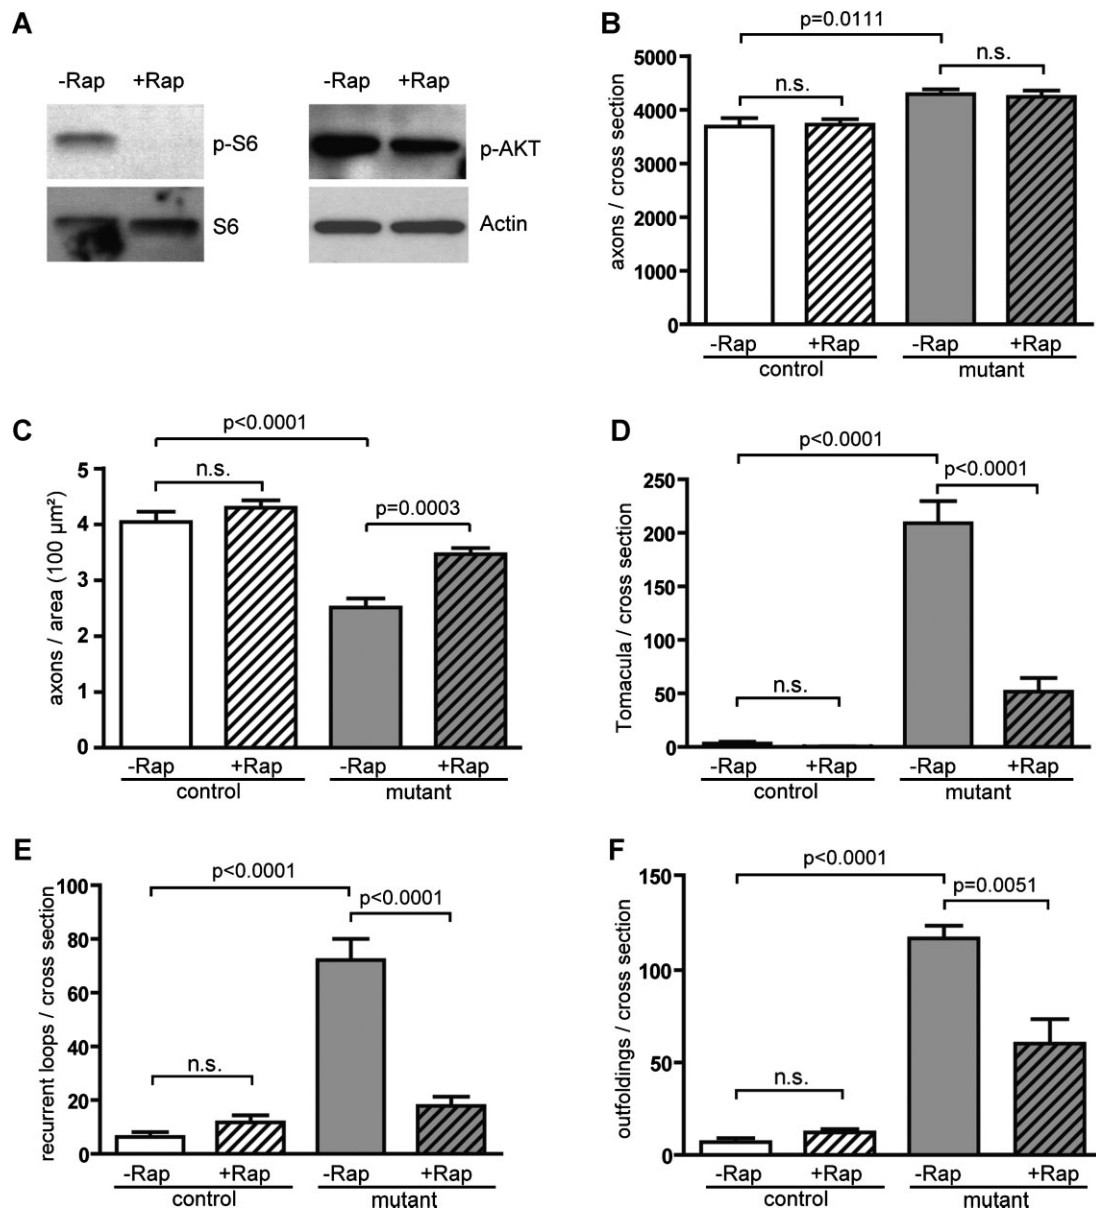 A
-Rap +Rap
p-S6
S6
-Rap +Rap
p-AKT
Actin
B
p=0.0111
n.s.
n.s.
axons / cross section
5000
4000
3000
2000
1000
0
-Rap +Rap -Rap +Rap
control mutant
C
p<0.0001
n.s.
p=0.0003
axons / area (100 µm²)
5
4
3
2
1
0
-Rap +Rap -Rap +Rap
control mutant
D
p<0.0001
p<0.0001
n.s.
Tomacula / cross section
250
200
150
100
50
0
-Rap +Rap -Rap +Rap
control mutant
E
p<0.0001
p<0.0001
n.s.
recurrent loops / cross section
100
80
60
40
20
0
-Rap +Rap -Rap +Rap
control mutant
F
p<0.0001
p=0.0051
n.s.
outfoldings / cross section
150
100
50
0
-Rap +Rap -Rap +Rap
control mutant